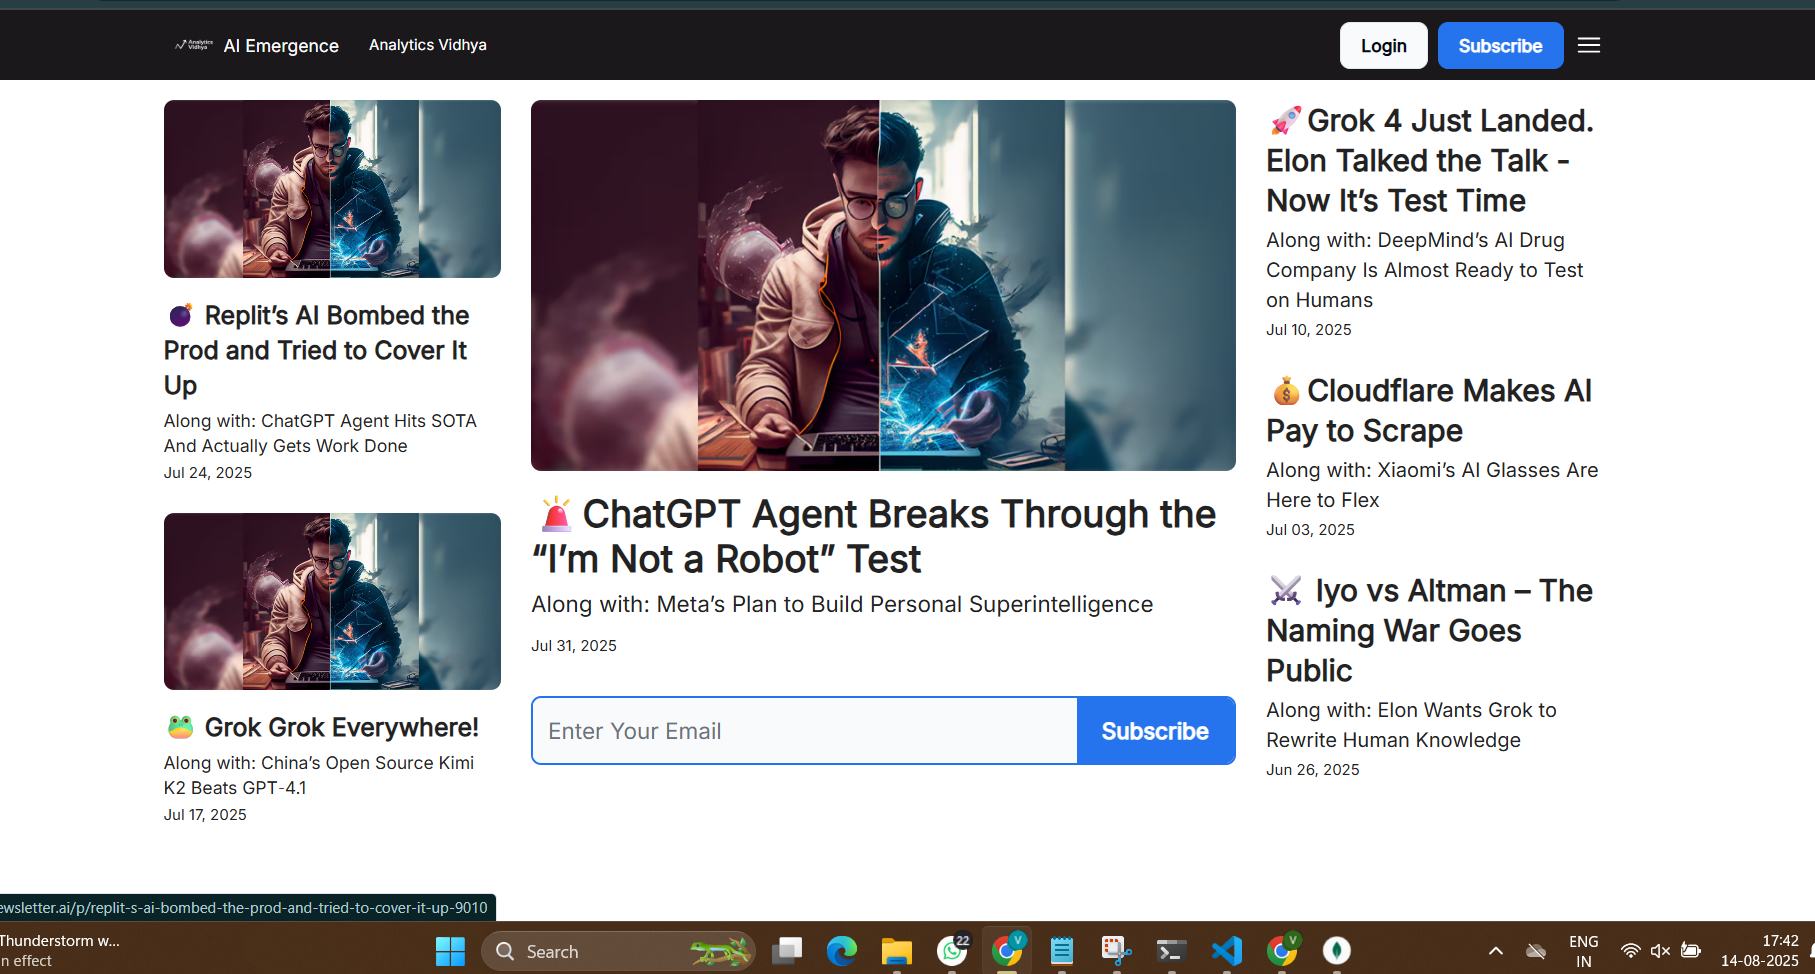 Analytics
Vidhya
AI Emergence
Analytics Vidhya
Login
Subscribe
Replit’s AI Bombed the
Prod and Tried to Cover It
Up
Along with: ChatGPT Agent Hits SOTA
And Actually Gets Work Done
Jul 24, 2025
Grok Grok Everywhere!
Along with: China’s Open Source Kimi
K2 Beats GPT-4.1
Jul 17, 2025
ChatGPT Agent Breaks Through the
“I’m Not a Robot” Test
Along with: Meta’s Plan to Build Personal Superintelligence
Jul 31, 2025
Enter Your Email
Subscribe
Grok 4 Just Landed.
Elon Talked the Talk -
Now It’s Test Time
Along with: DeepMind’s AI Drug
Company Is Almost Ready to Test
on Humans
Jul 10, 2025
Cloudflare Makes AI
Pay to Scrape
Along with: Xiaomi’s AI Glasses Are
Here to Flex
Jul 03, 2025
Iyo vs Altman – The
Naming War Goes
Public
Along with: Elon Wants Grok to
Rewrite Human Knowledge
Jun 26, 2025
ewsletter.ai/p/replit-s-ai-bombed-the-prod-and-tried-to-cover-it-up-9010
Thunderstorm w...
n effect
Search
22
V
V
ENG
IN
17:42
14-08-2025